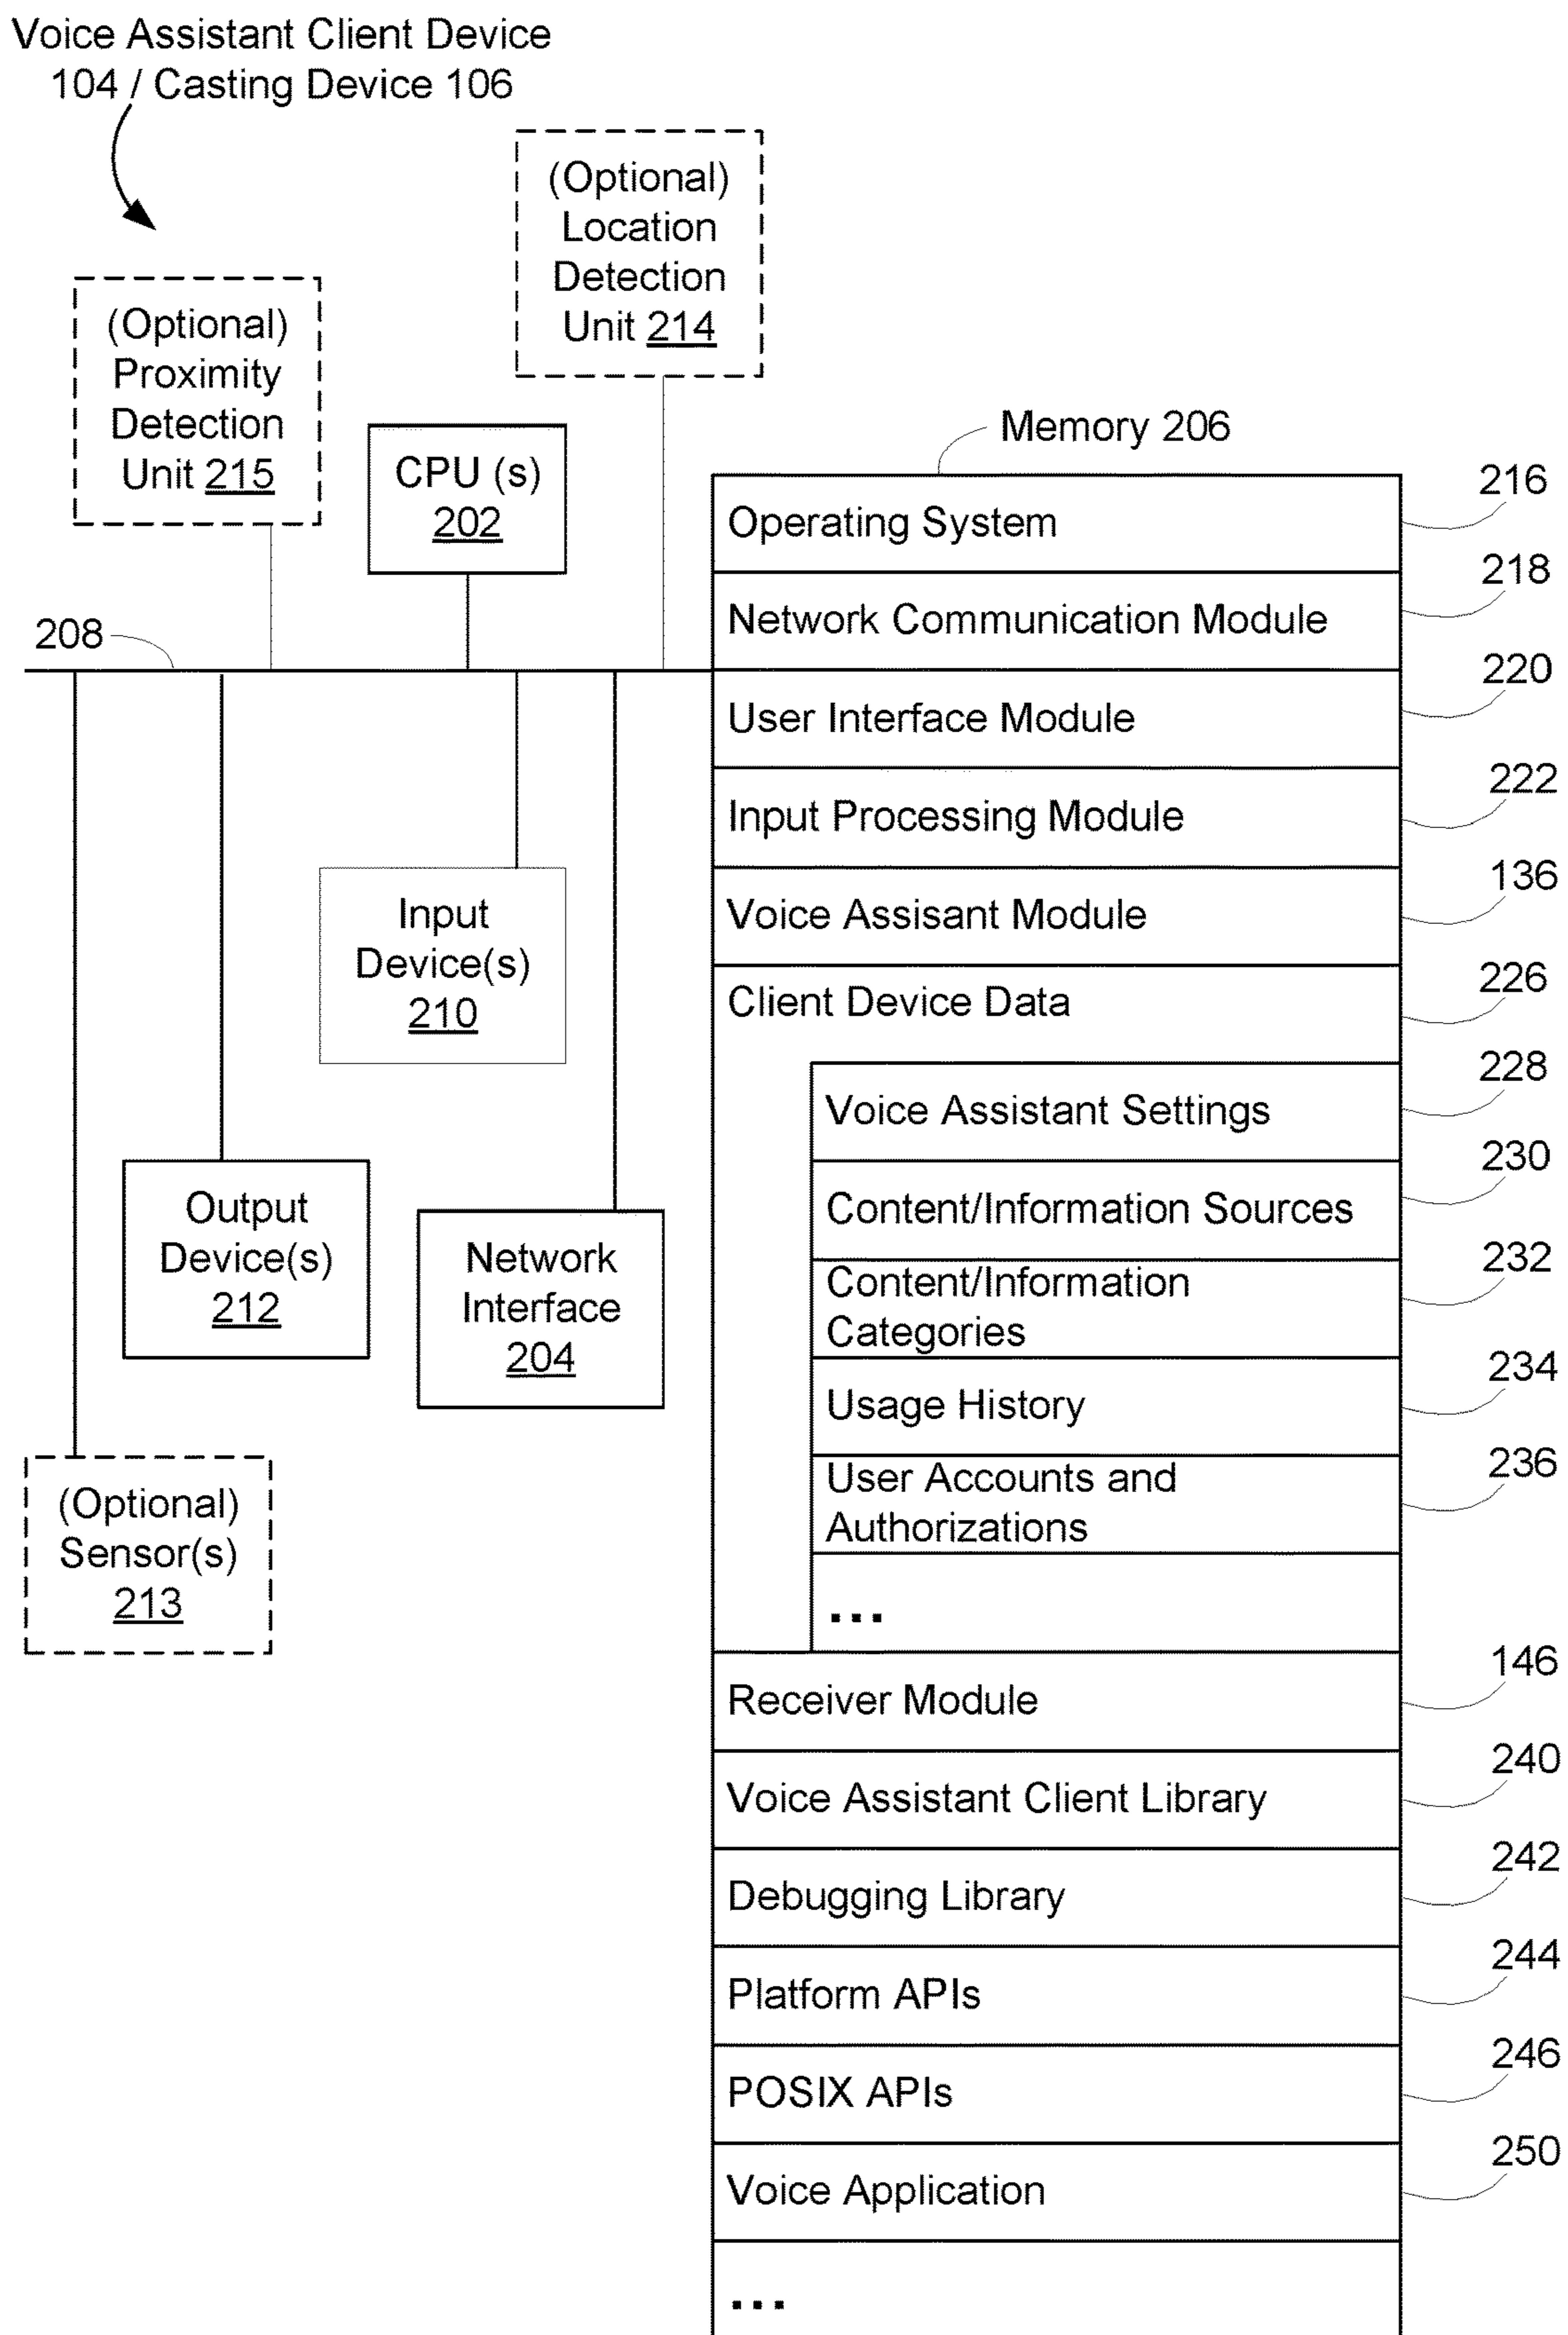 Voice Assistant Client Device
104 / Casting Device 106
(Optional)
Location
Detection
Unit 214
(Optional)
Proximity
Detection
Unit 215
CPU (s)
202
208
Input
Device(s)
210
Output
Device(s)
212
Network
Interface
204
(Optional)
Sensor(s)
213
Memory 206
Operating System
216
Network Communication Module
218
User Interface Module
220
Input Processing Module
222
Voice Assisant Module
136
Client Device Data
226
Voice Assistant Settings
228
Content/Information Sources
230
Content/Information
Categories
232
Usage History
234
User Accounts and
Authorizations
236
...
Receiver Module
146
Voice Assistant Client Library
240
Debugging Library
242
Platform APIs
244
POSIX APIs
246
Voice Application
250
...